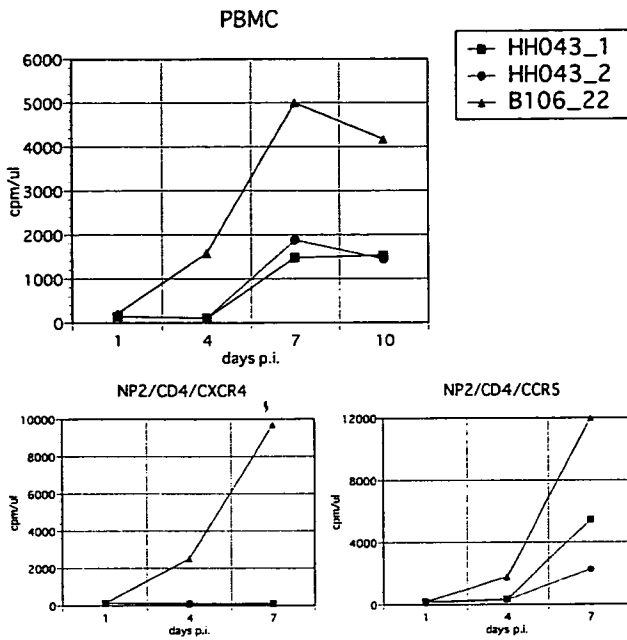 PBMC
HH043_1
HH043_2
B106_22
6000
5000
4000
3000
2000
1000
0
cpm/ul
1 4 7 10
days p.i.
NP2/CD4/CXCR4
10000
8000
6000
4000
2000
0
cpm/ul
1 4 7
days p.i.
NP2/CD4/CCR5
12000
8000
4000
0
cpm/ul
1 4 7
days p.i.